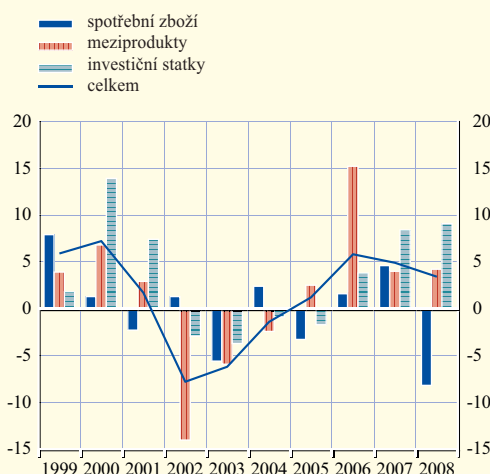 spotřební zboží
meziprodukty
investiční statky
celkem
20 20
15 15
10 10
5 5
0 0
-5 -5
-10 -10
-15 -15
1999 2000 2001 2002 2003 2004 2005 2006 2007 2008